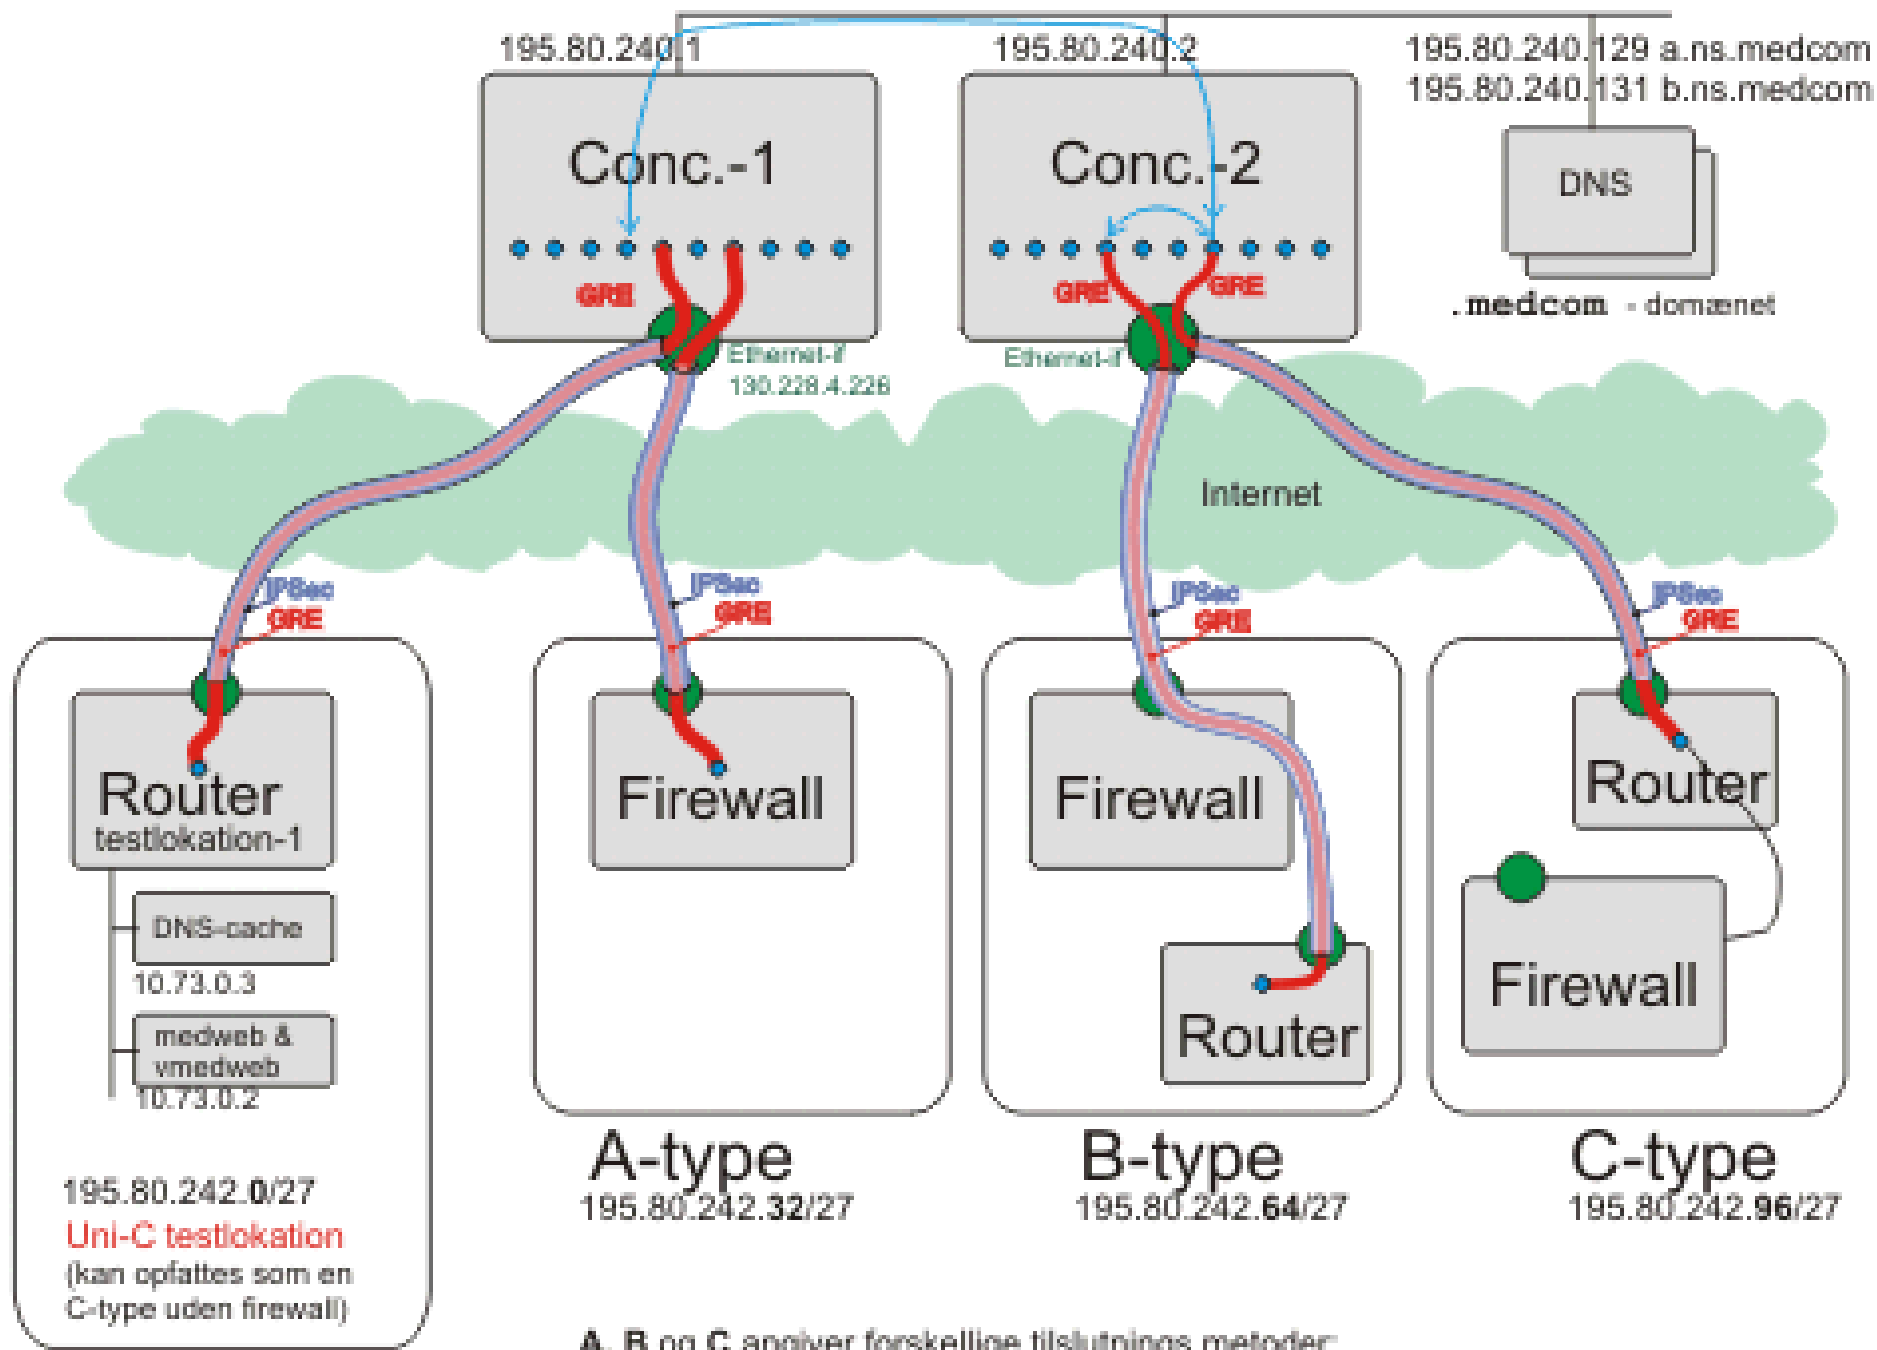 195.80.240.1
195.80.240.2
195.80.240.129 a.ns.medcom
195.80.240.131 b.ns.medcom
Conc.-1
Conc.-2
DNS
GRE
GRE
GRE
.medcom - domænet
Ethernet-if
130.228.4.226
Ethernet-if
Internet
IPSec
GRE
IPSec
GRE
IPSec
GRE
IPSec
GRE
Router
testlokation-1
DNS-cache
10.73.0.3
medweb &
vmedweb
10.73.0.2
195.80.242.0/27
Uni-C testlokation
(kan opfattes som en
C-type uden firewall)
Firewall
A-type
195.80.242.32/27
Firewall
Router
B-type
195.80.242.64/27
Router
Firewall
C-type
195.80.242.96/27
A, B og C angiver forskellige tilslutnings metoder: